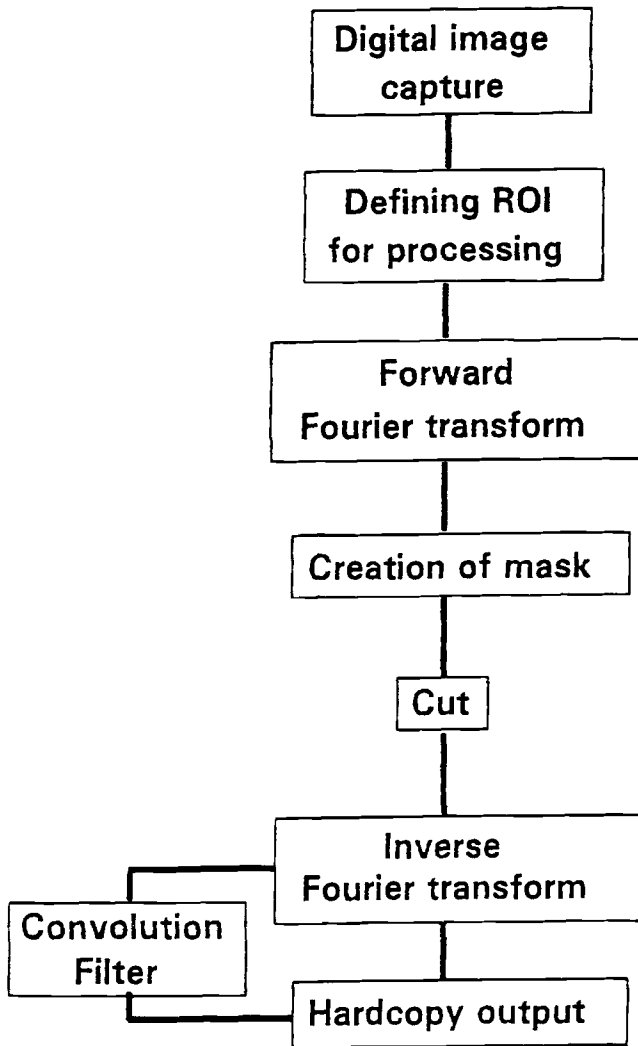 Digital image
capture
Defining ROI
for processing
Forward
Fourier transform
Creation of mask
Cut
Inverse
Fourier transform
Convolution
Filter
Hardcopy output